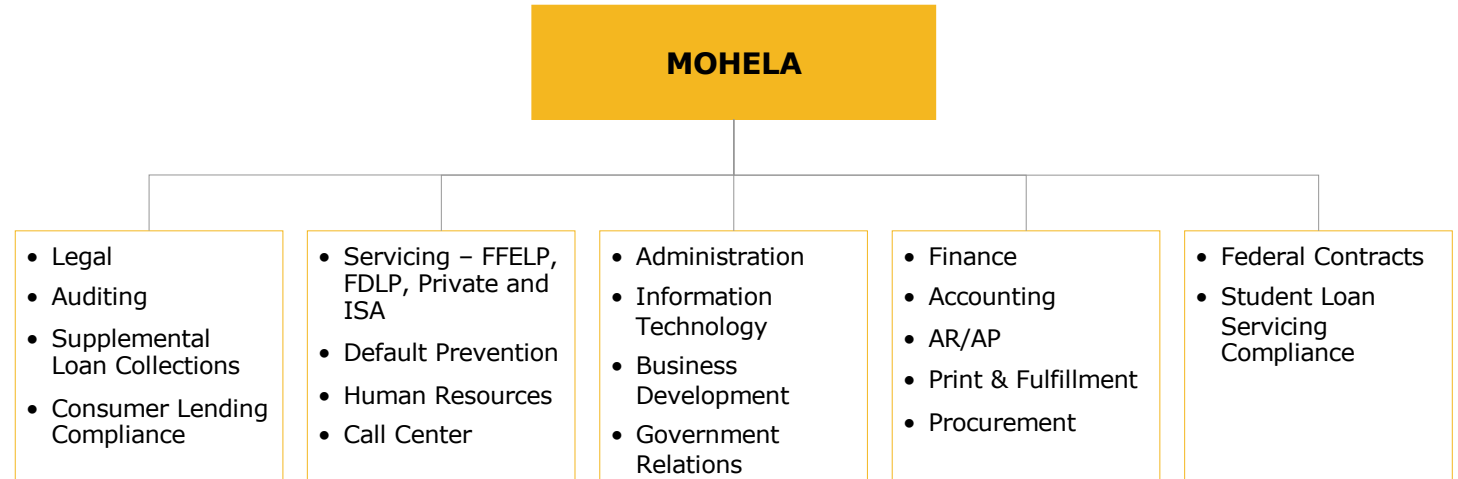 MOHELA
• Legal
• Auditing
• Supplemental
Loan Collections
• Consumer Lending
Compliance
• Servicing – FFELP,
FDLP, Private and
ISA
• Default Prevention
• Human Resources
• Call Center
• Administration
• Information
Technology
• Business
Development
• Government
Relations
• Finance
• Accounting
• AR/AP
• Print & Fulfillment
• Procurement
• Federal Contracts
• Student Loan
Servicing
Compliance